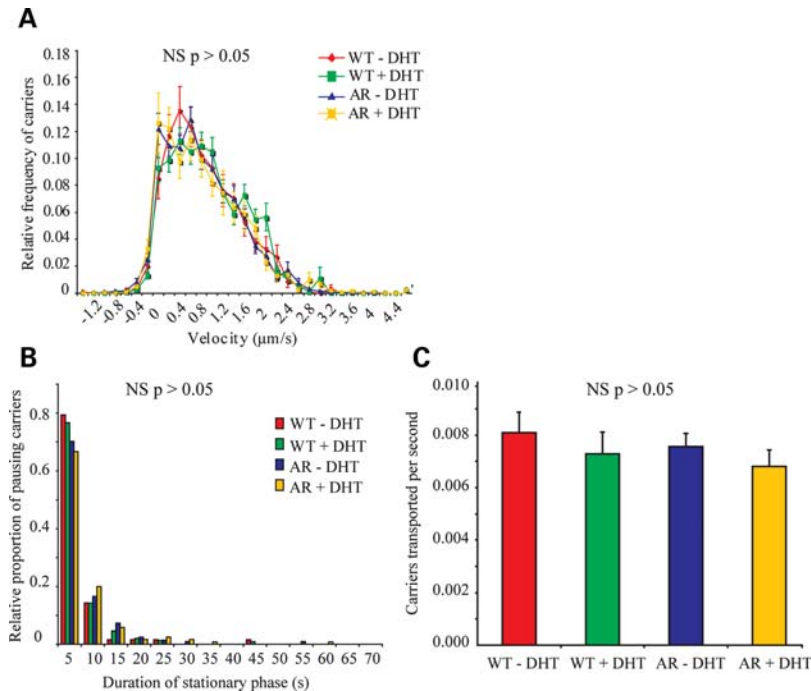 A
NS p > 0.05
WT - DHT
WT + DHT
AR - DHT
AR + DHT
Relative frequency of carriers
0.18
0.16
0.14
0.12
0.10
0.08
0.06
0.04
0.02
0
-1.2 -0.8 -0.4 0 0.4 0.8 1.2 1.6 2 2.4 2.8 3.2 3.6 4 4.4
Velocity (µm/s)
B
NS p > 0.05
WT - DHT
WT + DHT
AR - DHT
AR + DHT
Relative proportion of pausing carriers
0.8
0.6
0.4
0.2
0
5 10 15 20 25 30 35 40 45 50 55 60 65 70
Duration of stationary phase (s)
C
NS p > 0.05
Carriers transported per second
0.010
0.008
0.006
0.004
0.002
0.000
WT - DHT WT + DHT AR - DHT AR + DHT